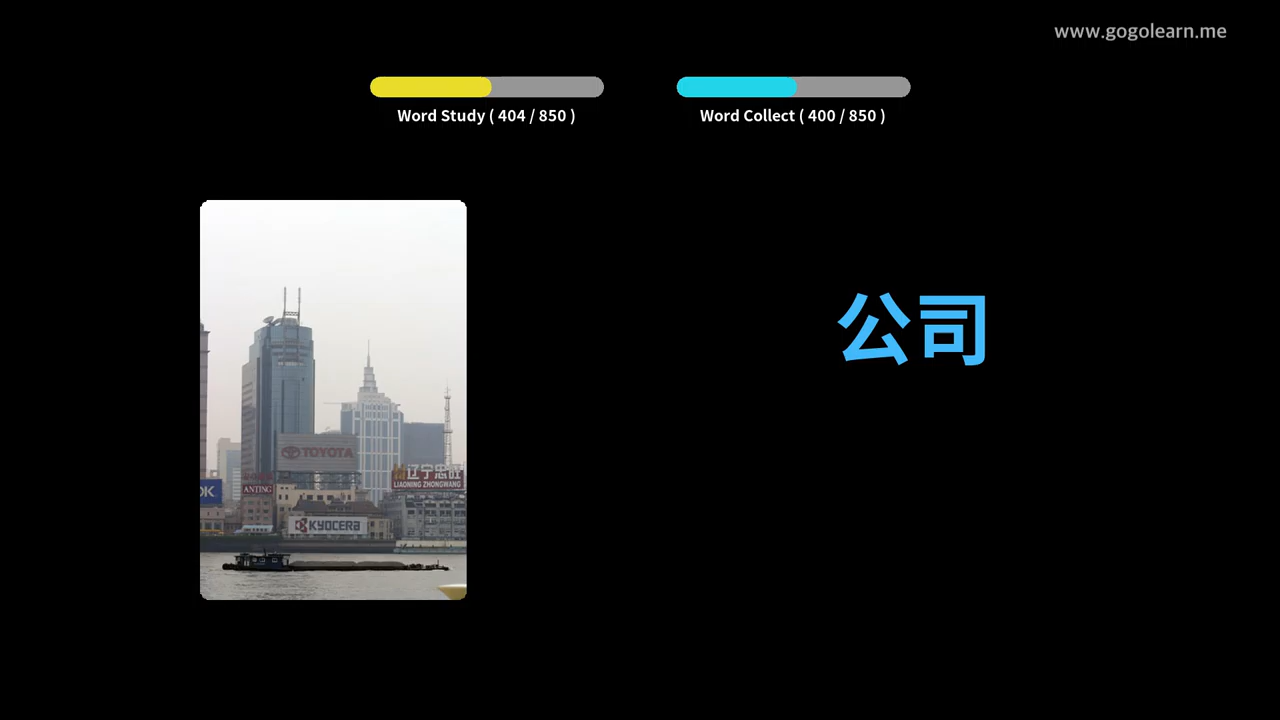 www.gogolearn.me
Word Study ( 404 / 850 )
Word Collect ( 400 / 850 )
公司
TOYOTA
辽宁忠旺
LIAONING ZHONGWANG
OK
ANTING
KYOCERA